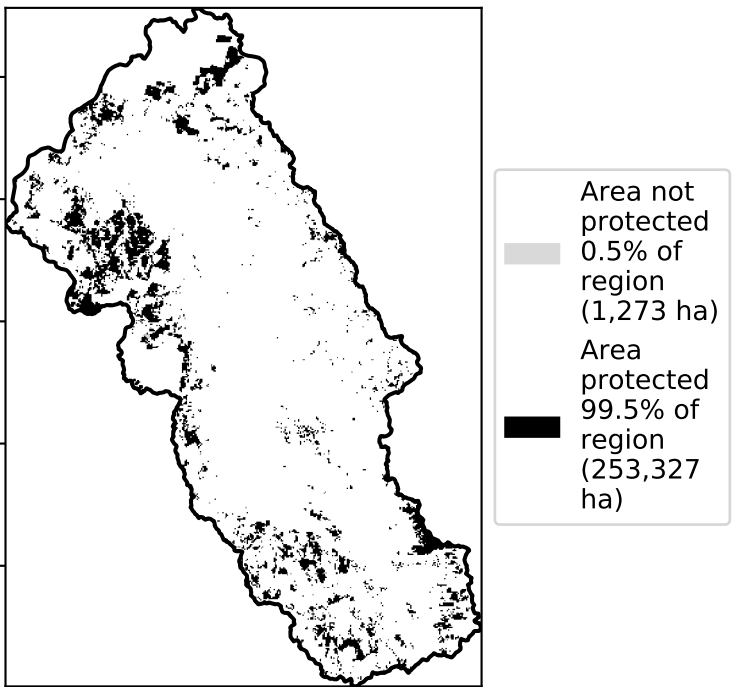 Area not
protected
0.5% of
region
(1,273 ha)
Area
protected
99.5% of
region
(253,327
ha)